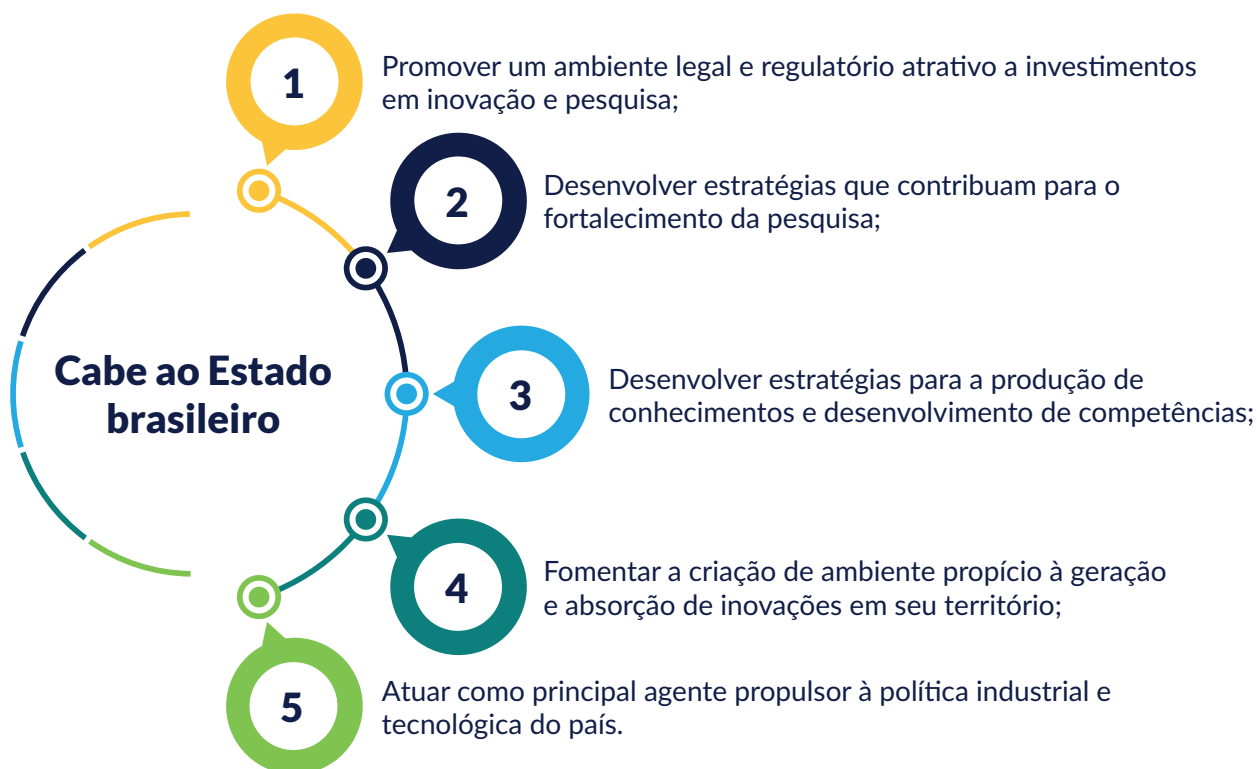 1
Promover um ambiente legal e regulatório atrativo a investimentos
em inovação e pesquisa;
2
Desenvolver estratégias que contribuam para o
fortalecimento da pesquisa;
Cabe ao Estado
brasileiro
3
Desenvolver estratégias para a produção de
conhecimentos e desenvolvimento de competências;
4
Fomentar a criação de ambiente propício à geração
e absorção de inovações em seu território;
5
Atuar como principal agente propulsor à política industrial e
tecnológica do país.